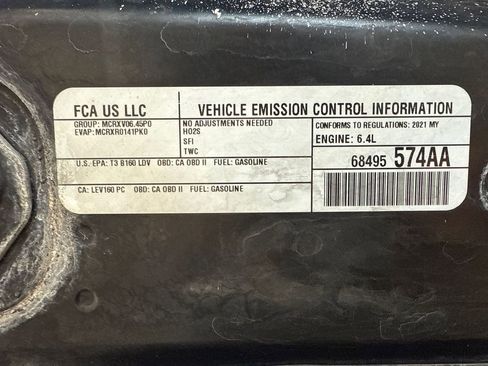 FCA US LLC
GROUP: MCRXV06.45P0
EVAP: MCRXR0141PK0
VEHICLE EMISSION CONTROL INFORMATION
NO ADJUSTMENTS NEEDED
HO2S
SFI
TWC
CONFORMS TO REGULATIONS: 2021 MY
ENGINE: 6.4L
68495 574AA
U.S. EPA: T3 B160 LDV OBD: CA OBD II FUEL: GASOLINE
CA: LEV160 PC OBD: CA OBD II FUEL: GASOLINE